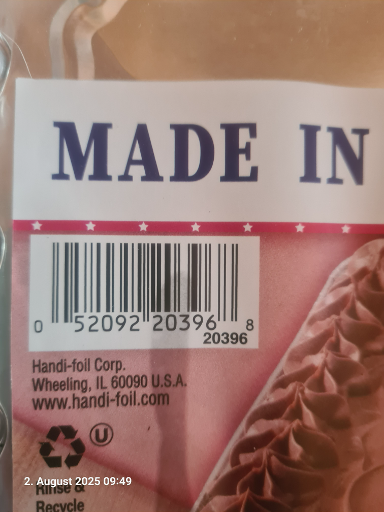 MADE IN
0 52092 20396 8
20396
Handi-foil Corp.
Wheeling, IL 60090 U.S.A.
www.handi-foil.com
U
2. August 2025 09:49
Rinse &
Recycle